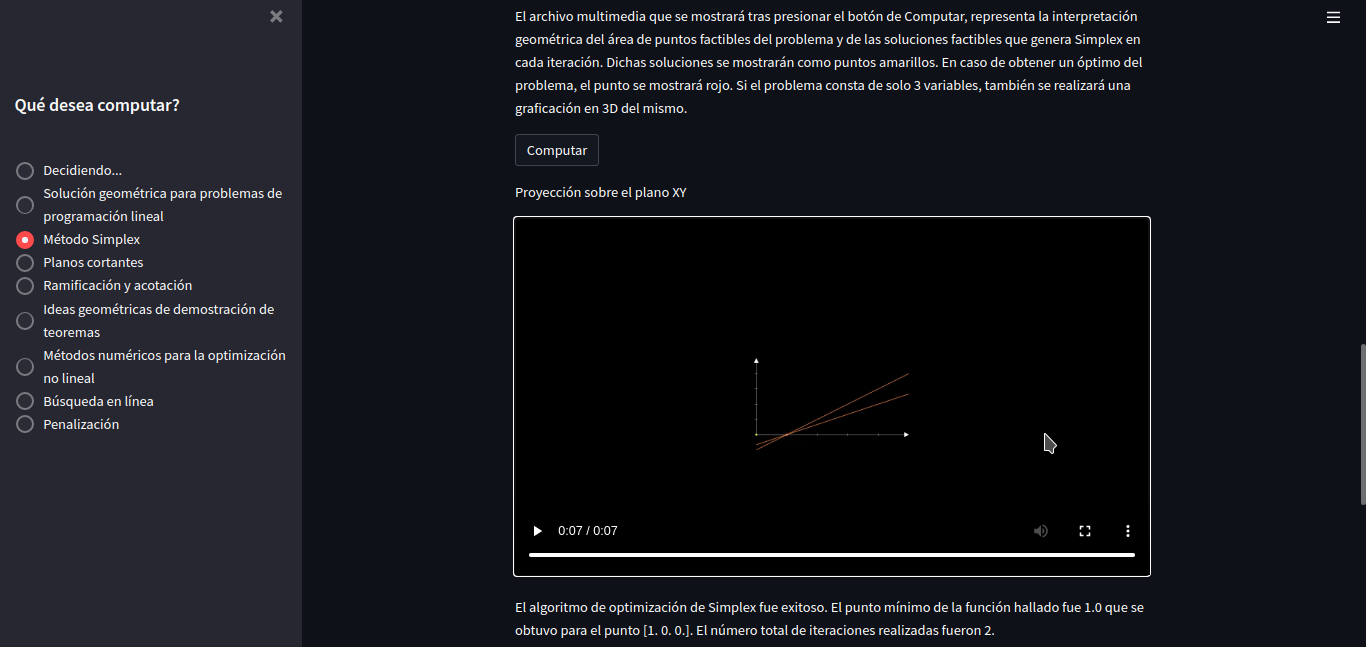 Qué desea computar?
Decidiendo...
Solución geométrica para problemas de
programación lineal
Método Simplex
Planos cortantes
Ramificación y acotación
Ideas geométricas de demostración de
teoremas
Métodos numéricos para la optimización
no lineal
Búsqueda en línea
Penalización
El archivo multimedia que se mostrará tras presionar el botón de Computar, representa la interpretación
geométrica del área de puntos factibles del problema y de las soluciones factibles que genera Simplex en
cada iteración. Dichas soluciones se mostrarán como puntos amarillos. En caso de obtener un óptimo del
problema, el punto se mostrará rojo. Si el problema consta de solo 3 variables, también se realizará una
graficación en 3D del mismo.
Computar
Proyección sobre el plano XY
0:07 / 0:07
El algoritmo de optimización de Simplex fue exitoso. El punto mínimo de la función hallado fue 1.0 que se
obtuvo para el punto [1. 0. 0.]. El número total de iteraciones realizadas fueron 2.